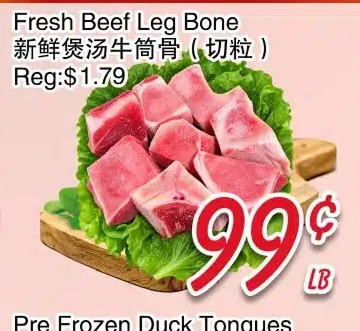 Fresh Beef Leg Bone
新鲜煲汤牛筒骨(切粒)
Reg:$1.79
99¢
LB
Pre Frozen Duck Tongues